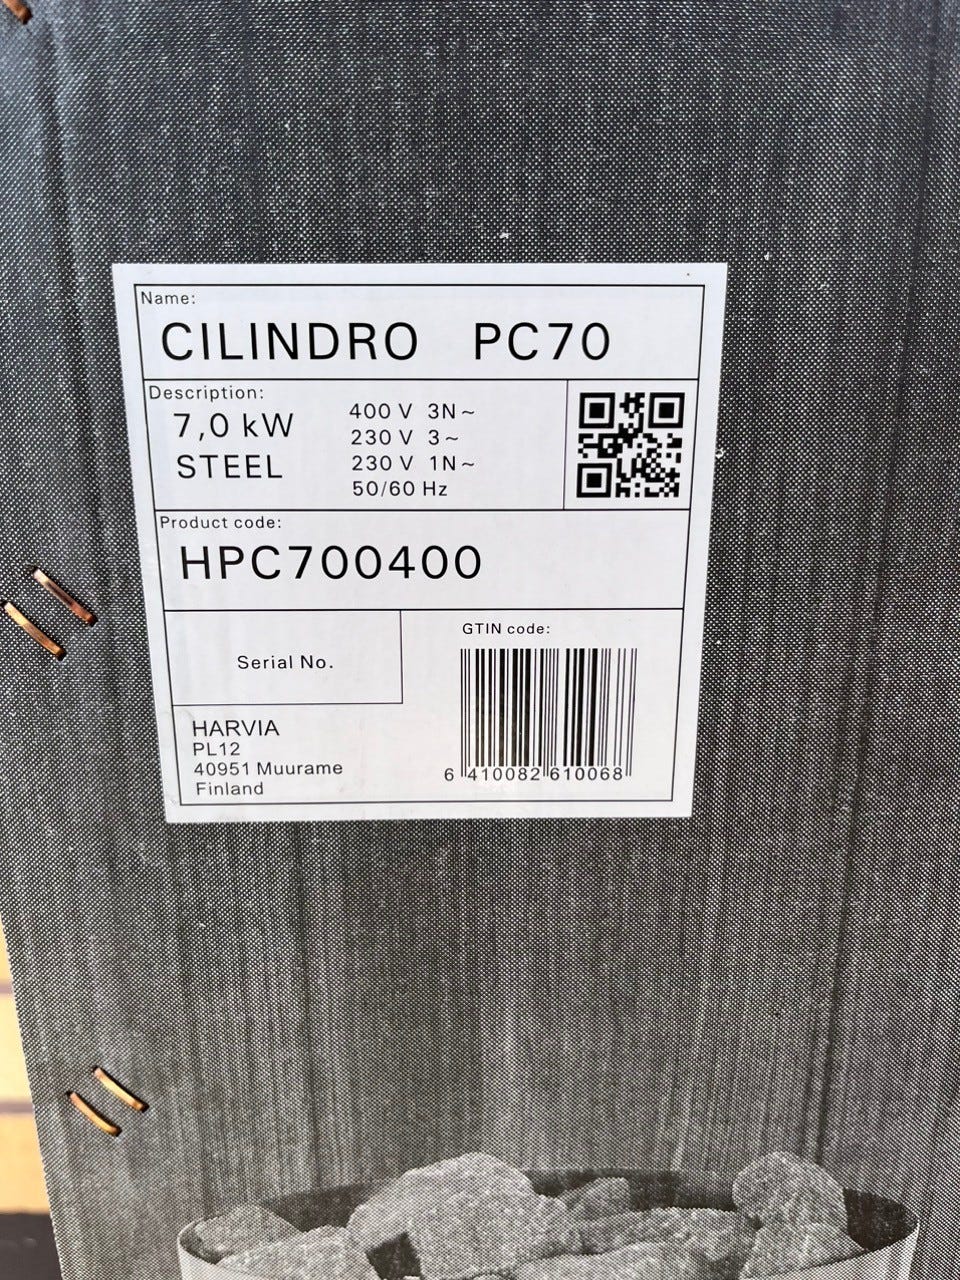 Name:
CILINDRO PC70
Description:
7,0 kW
STEEL
400 V 3N~
230 V 3~
230 V 1N~
50/60 Hz
Product code:
HPC700400
Serial No.
GTIN code:
6 410082 610068
HARVIA
PL12
40951 Muurame
Finland